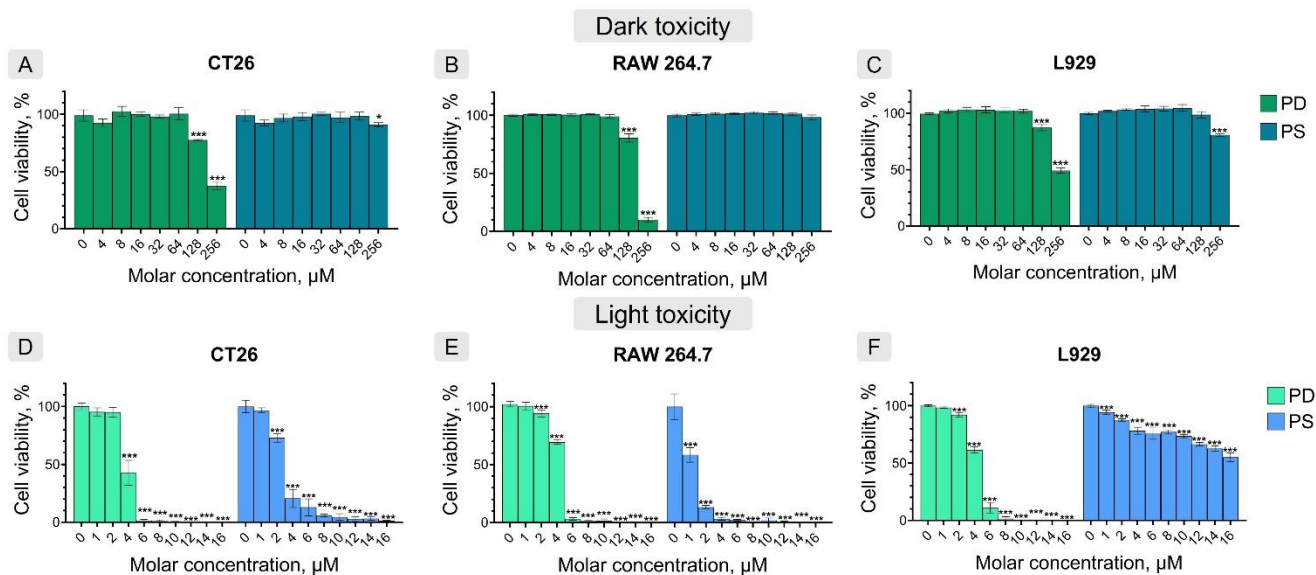 Dark toxicity
A
CT26
Cell viability, %
100
50
0
*** *** *
0 4 8 16 32 64 128 256 0 4 8 16 32 64 128 256
Molar concentration, µM
B
RAW 264.7
Cell viability, %
100
50
0
*** ***
0 4 8 16 32 64 128 256 0 4 8 16 32 64 128 256
Molar concentration, µM
C
L929
Cell viability, %
100
50
0
*** *** ***
0 4 8 16 32 64 128 256 0 4 8 16 32 64 128 256
Molar concentration, µM
PD
PS
Light toxicity
D
CT26
Cell viability, %
100
50
0
*** *** *** *** *** *** *** *** *** *** *** *** *** ***
0 1 2 4 6 8 10 12 14 16 0 1 2 4 6 8 10 12 14 16
Molar concentration, µM
E
RAW 264.7
Cell viability, %
100
50
0
*** *** *** *** *** *** *** *** *** *** *** *** *** *** *** *** ***
0 1 2 4 6 8 10 12 14 16 0 1 2 4 6 8 10 12 14 16
Molar concentration, µM
F
L929
Cell viability, %
100
50
0
*** *** *** *** *** *** *** *** *** *** *** *** *** *** *** *** ***
0 1 2 4 6 8 10 12 14 16 0 1 2 4 6 8 10 12 14 16
Molar concentration, µM
PD
PS